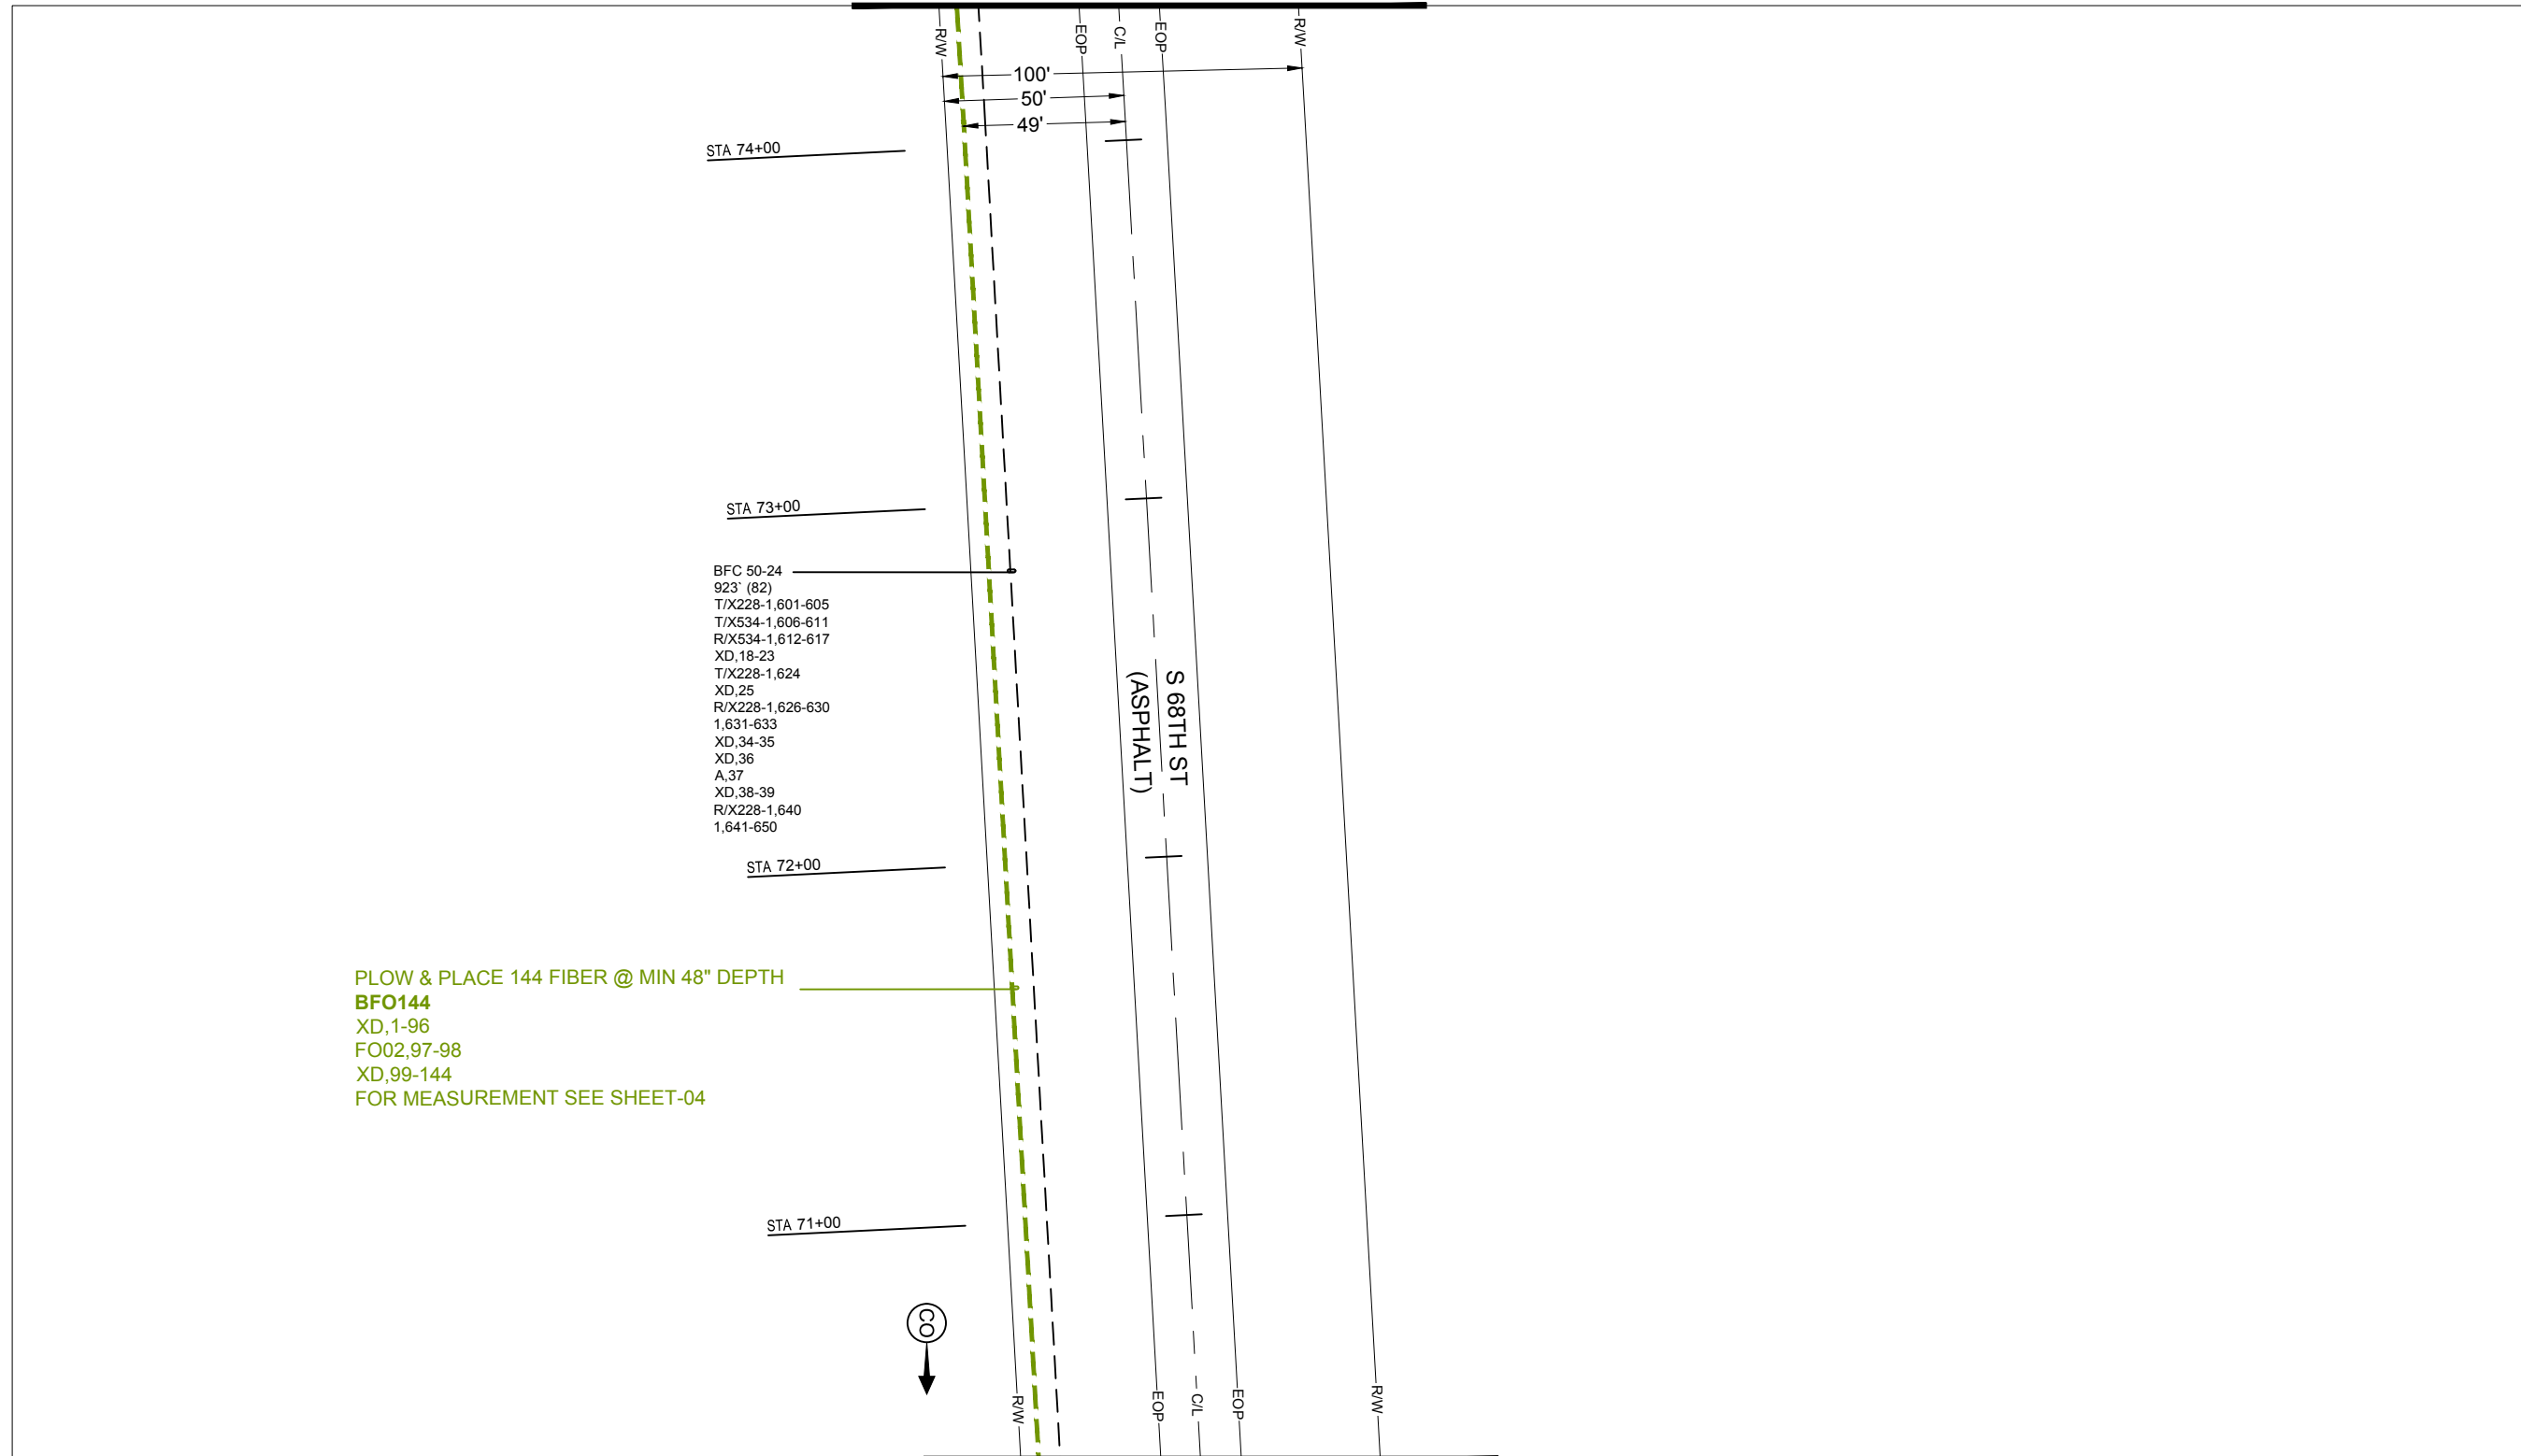 R/W
EOP
C/L
EOP
R/W
100'
50'
49'
STA 74+00
STA 73+00
BFC 50-24
923` (82)
T/X228-1,601-605
T/X534-1,606-611
R/X534-1,612-617
XD,18-23
T/X228-1,624
XD,25
R/X228-1,626-630
1,631-633
XD,34-35
XD,36
A,37
XD,38-39
R/X228-1,640
1,641-650
S 68TH ST
(ASPHALT)
STA 72+00
PLOW & PLACE 144 FIBER @ MIN 48" DEPTH
BFO144
XD,1-96
FO02,97-98
XD,99-144
FOR MEASUREMENT SEE SHEET-04
STA 71+00
CO
R/W
EOP
C/L
EOP
R/W